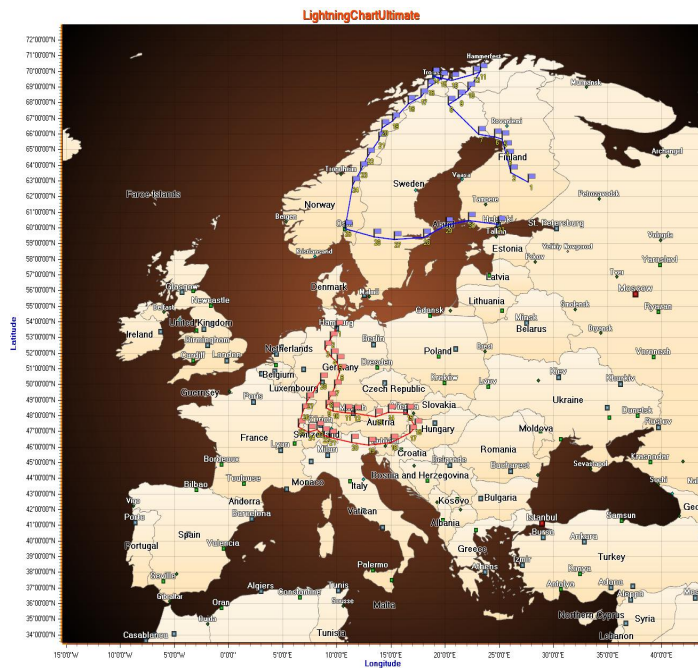 LightningChartUltimate
72°00'00"N
71°00'00"N
70°00'00"N
69°00'00"N
68°00'00"N
67°00'00"N
66°00'00"N
65°00'00"N
64°00'00"N
63°00'00"N
62°00'00"N
61°00'00"N
60°00'00"N
59°00'00"N
58°00'00"N
57°00'00"N
56°00'00"N
55°00'00"N
54°00'00"N
53°00'00"N
52°00'00"N
51°00'00"N
50°00'00"N
49°00'00"N
48°00'00"N
47°00'00"N
46°00'00"N
45°00'00"N
44°00'00"N
43°00'00"N
42°00'00"N
41°00'00"N
40°00'00"N
39°00'00"N
38°00'00"N
37°00'00"N
36°00'00"N
35°00'00"N
34°00'00"N
Latitude
Hammerfest
Murmansk
Rovaniemi
Archangel
Finland
Trondheim
Vaasa
Sweden
Faroe-Islands
Norway
Tampere
Petrozavodsk
Bergen
Helsinki
St. Petersburg
Tallinn
Kristiansand
Estonia
Velikiy Novgorod
Vologda
Pskov
Yaroslavl
Latvia
Tver
Glasgow
Denmark
Malmö
Moscow
Newcastle
Lithuania
Belfast
Gdansk
Smolensk
Ryazan
United Kingdom
Hamburg
Minsk
Ireland
Belarus
Bryansk
Birmingham
Netherlands
Berlin
Cardiff
London
Poland
Brest
Voronezh
Belgium
Germany
Dresden
Guernsey
Luxembourg
Czech Republic
Kraków
Lvov
Kiev
Kharkiv
Paris
Slovakia
Ukraine
Donetsk
Austria
Hungary
Moldova
Rostov
France
Switzerland
Lyon
Milan
Croatia
Romania
Bordeaux
Belgrade
Sevastopol
Krasnodar
Toulouse
Monaco
Italy
Bosnia and Herzegovina
Bucharest
Sochi
Bilbao
Vigo
Andorra
Kosovo
Bulgaria
Porto
Barcelona
Vatican
Albania
Istanbul
Samsun
Spain
Bursa
Ankara
Portugal
Valencia
Greece
Izmir
Turkey
Sevilla
Palermo
Athens
Konya
Gibraltar
Algiers
Constantine
Tunis
Antalya
Adana
Oran
Sousse
Malta
Aleppo
Oujda
Northern Cyprus
Syria
Casablanca
Tunisia
Lebanon
15°00'0"W
10°00'0"W
5°00'0"W
0°00'0"E
5°00'0"E
10°00'0"E
15°00'0"E
20°00'0"E
25°00'0"E
30°00'0"E
35°00'0"E
40°00'0"E
Longitude